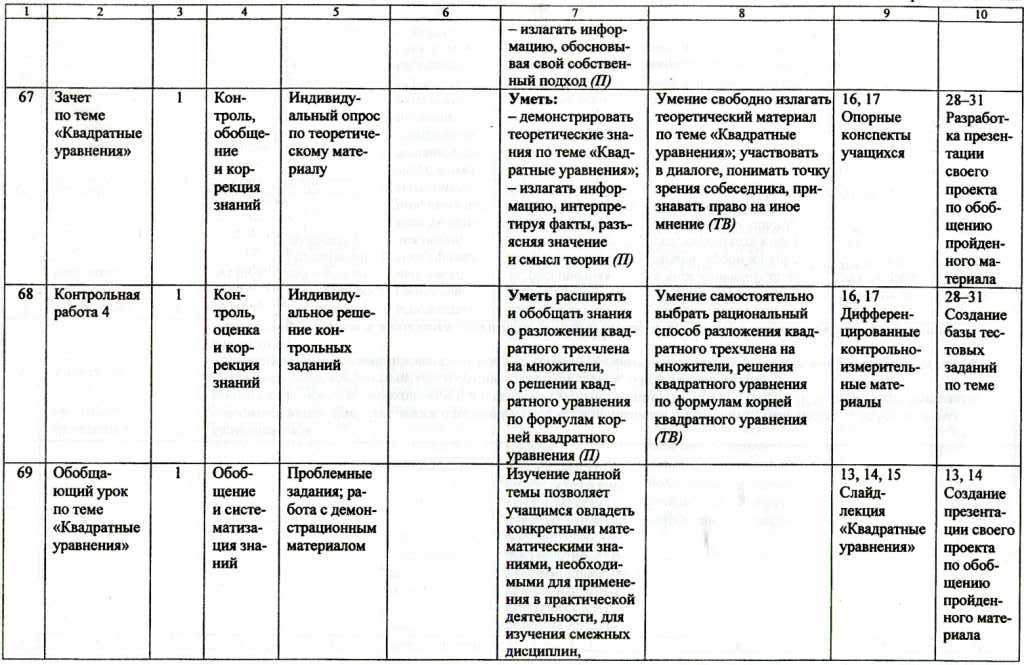 1 2 3 4 5 6 7 8 9 10
– излагать инфор-
мацию, обосновы-
вая свой собствен-
ный подход (П)
67
Зачет
по теме
«Квадратные
уравнения»
1
Кон-
троль,
обобще-
ние
и кор-
рекция
знаний
Индивиду-
альный опрос
по теоретиче-
скому мате-
риалу
Уметь:
– демонстрировать
теоретические зна-
ния по теме «Квад-
ратные уравнения»;
– излагать инфор-
мацию, интерпре-
тируя факты, разъ-
ясняя значение
и смысл теории (П)
Умение свободно излагать
теоретический материал
по теме «Квадратные
уравнения»; участвовать
в диалоге, понимать точку
зрения собеседника, при-
знавать право на иное
мнение (ТВ)
16, 17
Опорные
конспекты
учащихся
28–31
Разработ-
ка презен-
тации
своего
проекта
по обоб-
щению
пройден-
ного ма-
териала
68
Контрольная
работа 4
1
Кон-
троль,
оценка
и кор-
рекция
знаний
Индивиду-
альное реше-
ние кон-
трольных
заданий
Уметь расширять
и обобщать знания
о разложении квад-
ратного трехчлена
на множители,
о решении квад-
ратного уравнения
по формулам кор-
ней квадратного
уравнения (П)
Умение самостоятельно
выбрать рациональный
способ разложения квад-
ратного трехчлена на
множители, решения
квадратного уравнения
по формулам корней
квадратного уравнения
(ТВ)
16, 17
Дифферен-
цированные
контрольно-
измеритель-
ные мате-
риалы
28–31
Создание
базы тес-
товых
заданий
по теме
69
Обобща-
ющий урок
по теме
«Квадратные
уравнения»
1
Обоб-
щение
и систе-
матиза-
ция зна-
ний
Проблемные
задания; ра-
бота с демон-
страционным
материалом
Изучение данной
темы позволяет
учащимся овладеть
конкретными мате-
матическими зна-
ниями, необходи-
мыми для примене-
ния в практической
деятельности, для
изучения смежных
дисциплин,
13, 14, 15
Слайд-
лекция
«Квадратные
уравнения»
13, 14
Создание
презента-
ции своего
проекта
по обоб-
щению
пройден-
ного мате-
риала